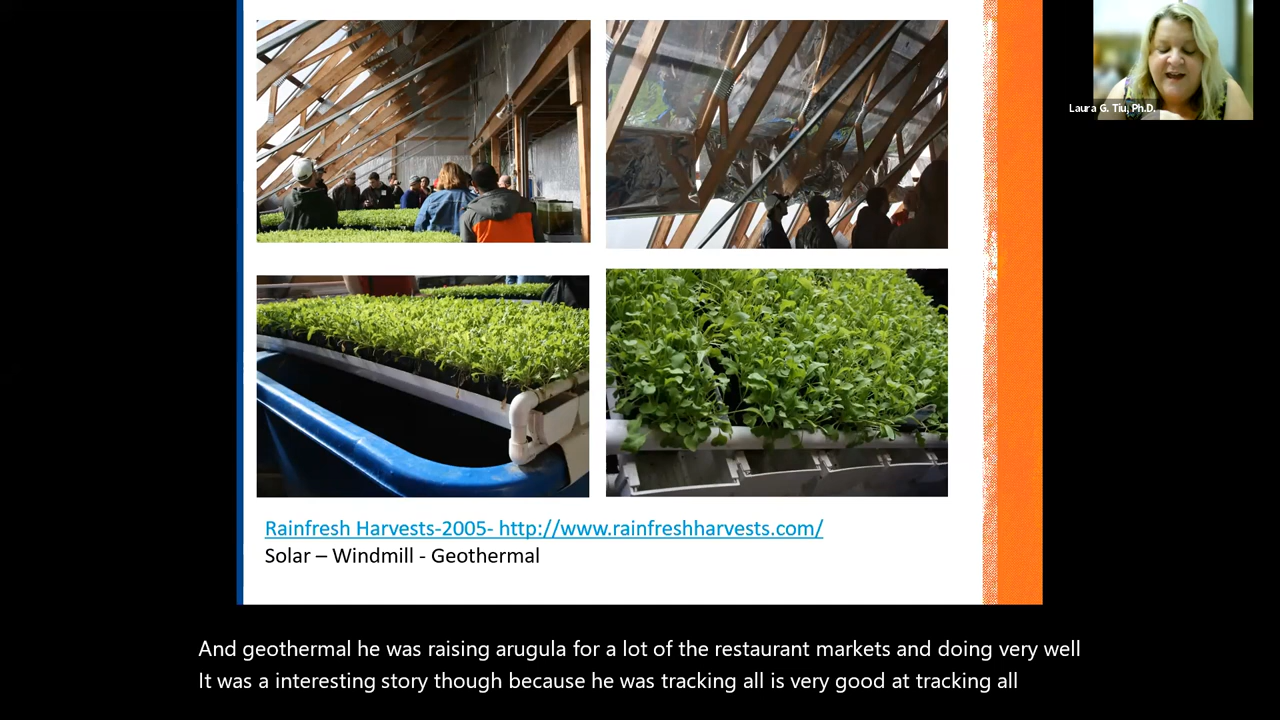 Laura G. Tiu, Ph.D.
Rainfresh Harvests-2005- http://www.rainfreshharvests.com/
Solar – Windmill - Geothermal
And geothermal he was raising arugula for a lot of the restaurant markets and doing very well
It was a interesting story though because he was tracking all is very good at tracking all